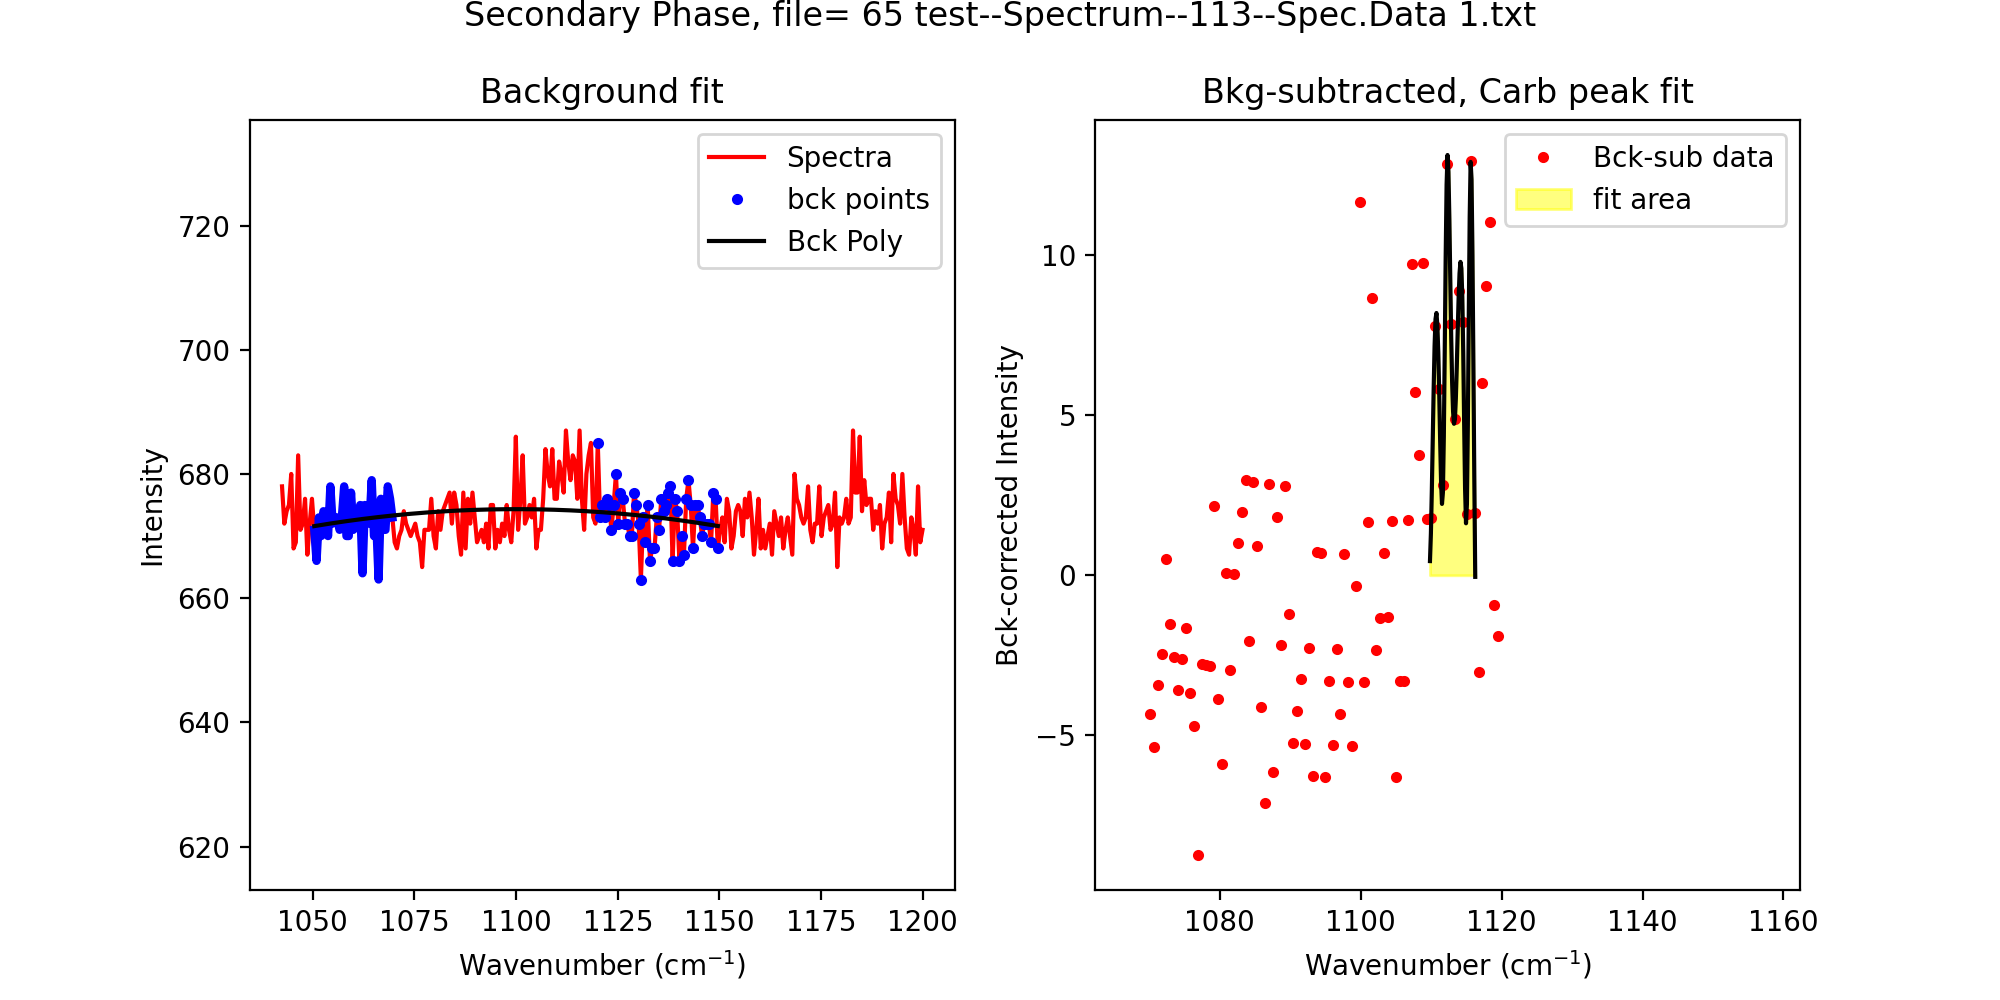 Secondary Phase, file= 65 test--Spectrum--113--Spec.Data 1.txt
Background fit
Spectra
bck points
Bck Poly
Intensity
720
700
680
660
640
620
1050 1075 1100 1125 1150 1175 1200
Wavenumber (cm⁻¹)
Bkg-subtracted, Carb peak fit
Bck-sub data
fit area
Bck-corrected Intensity
10
5
0
−5
1080 1100 1120 1140 1160
Wavenumber (cm⁻¹)